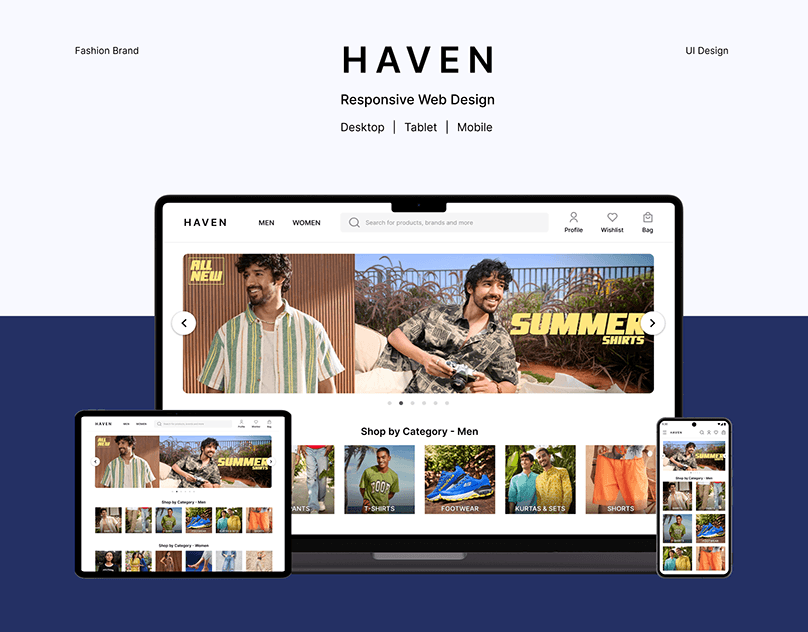 Fashion Brand
HAVEN
UI Design
Responsive Web Design
Desktop | Tablet | Mobile
HAVEN
MEN
WOMEN
Search for products, brands and more
Profile
Wishlist
Bag
ALL
NEW
SUMMER
SHIRTS
Shop by Category - Men
PANTS
T-SHIRTS
FOOTWEAR
KURTAS & SETS
SHORTS
HAVEN
MEN
WOMEN
Profile
Wishlist
Bag
ALL
NEW
SUMMER
SHIRTS
Shop by Category - Men
Shop by Category - Women
HAVEN
SUMMER
SHIRTS
Shop by Category - Men